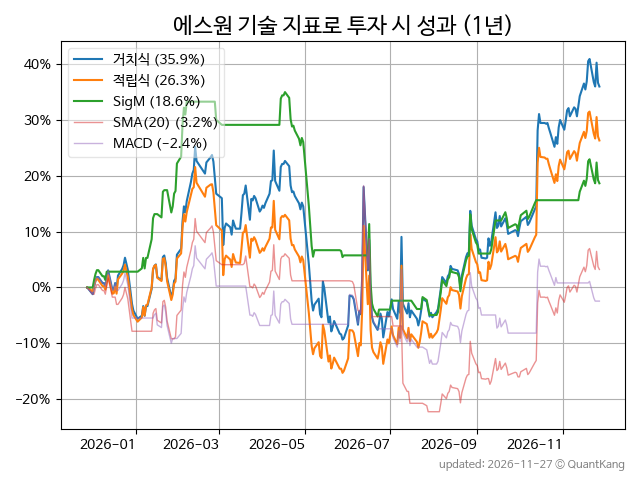 에스원 기술 지표로 투자 시 성과 (1년)
거치식 (35.9%)
적립식 (26.3%)
SigM (18.6%)
SMA(20) (3.2%)
MACD (−2.4%)
40%
30%
20%
10%
0%
−10%
−20%
2026-01 2026-03 2026-05 2026-07 2026-09 2026-11
updated: 2026-11-27 © QuantKang